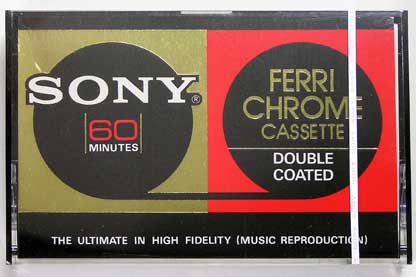 SONY®
|60|
MINUTES
FERRI
CHROME
CASSETTE
DOUBLE
COATED
THE ULTIMATE IN HIGH FIDELITY (MUSIC REPRODUCTION)